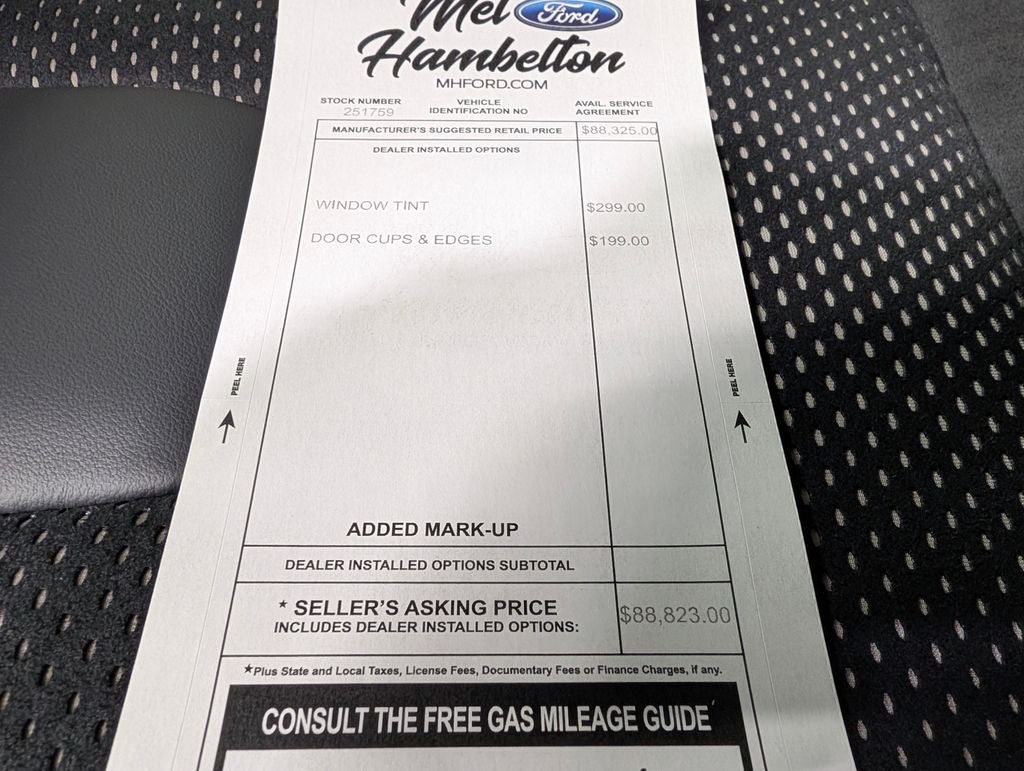 Mel Ford
Hambelton
MHFORD.COM
STOCK NUMBER
251759
VEHICLE
IDENTIFICATION NO
AVAIL. SERVICE
AGREEMENT
MANUFACTURER'S SUGGESTED RETAIL PRICE $88,325.00
DEALER INSTALLED OPTIONS
WINDOW TINT $299.00
DOOR CUPS & EDGES $199.00
PEEL HERE
PEEL HERE
ADDED MARK-UP
DEALER INSTALLED OPTIONS SUBTOTAL
* SELLER'S ASKING PRICE
INCLUDES DEALER INSTALLED OPTIONS: $88,823.00
*Plus State and Local Taxes, License Fees, Documentary Fees or Finance Charges, if any.
CONSULT THE FREE GAS MILEAGE GUIDE